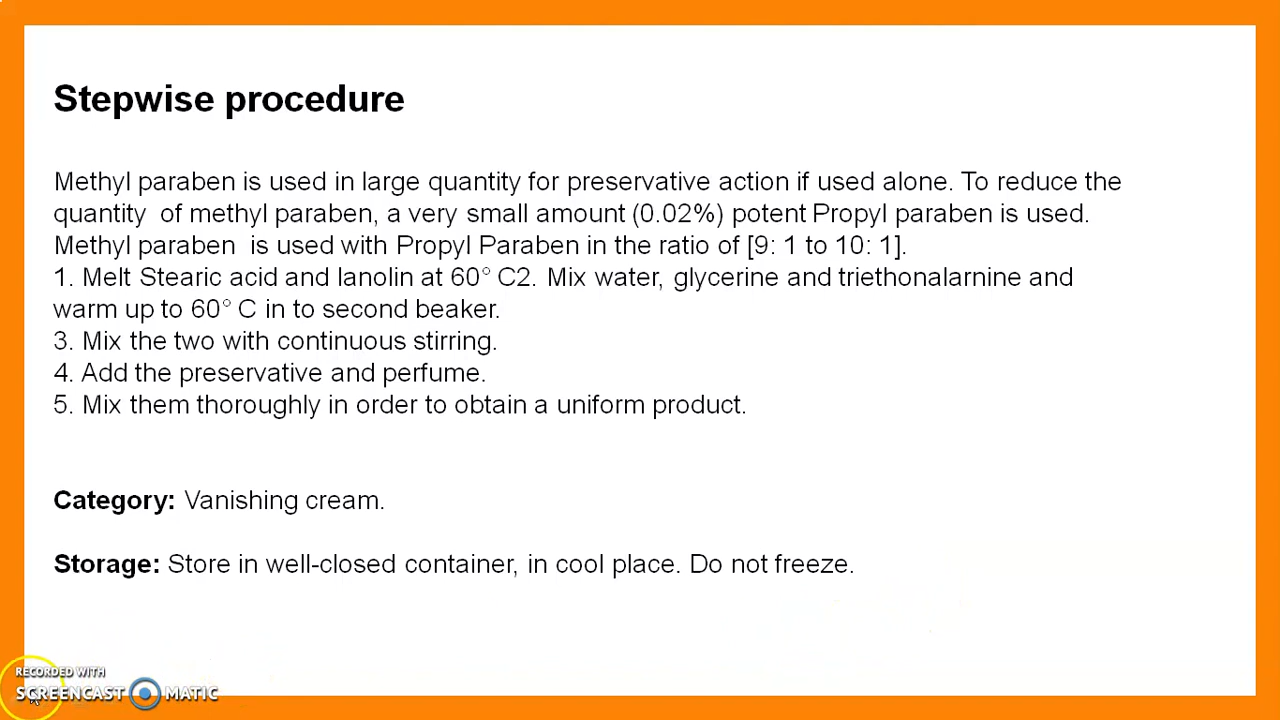 Stepwise procedure
Methyl paraben is used in large quantity for preservative action if used alone. To reduce the
quantity  of methyl paraben, a very small amount (0.02%) potent Propyl paraben is used.
Methyl paraben  is used with Propyl Paraben in the ratio of [9: 1 to 10: 1].
1. Melt Stearic acid and lanolin at 60° C2. Mix water, glycerine and triethonalarnine and
warm up to 60° C in to second beaker.
3. Mix the two with continuous stirring.
4. Add the preservative and perfume.
5. Mix them thoroughly in order to obtain a uniform product.
Category: Vanishing cream.
Storage: Store in well-closed container, in cool place. Do not freeze.
RECORDED WITH
SCREENCAST MATIC